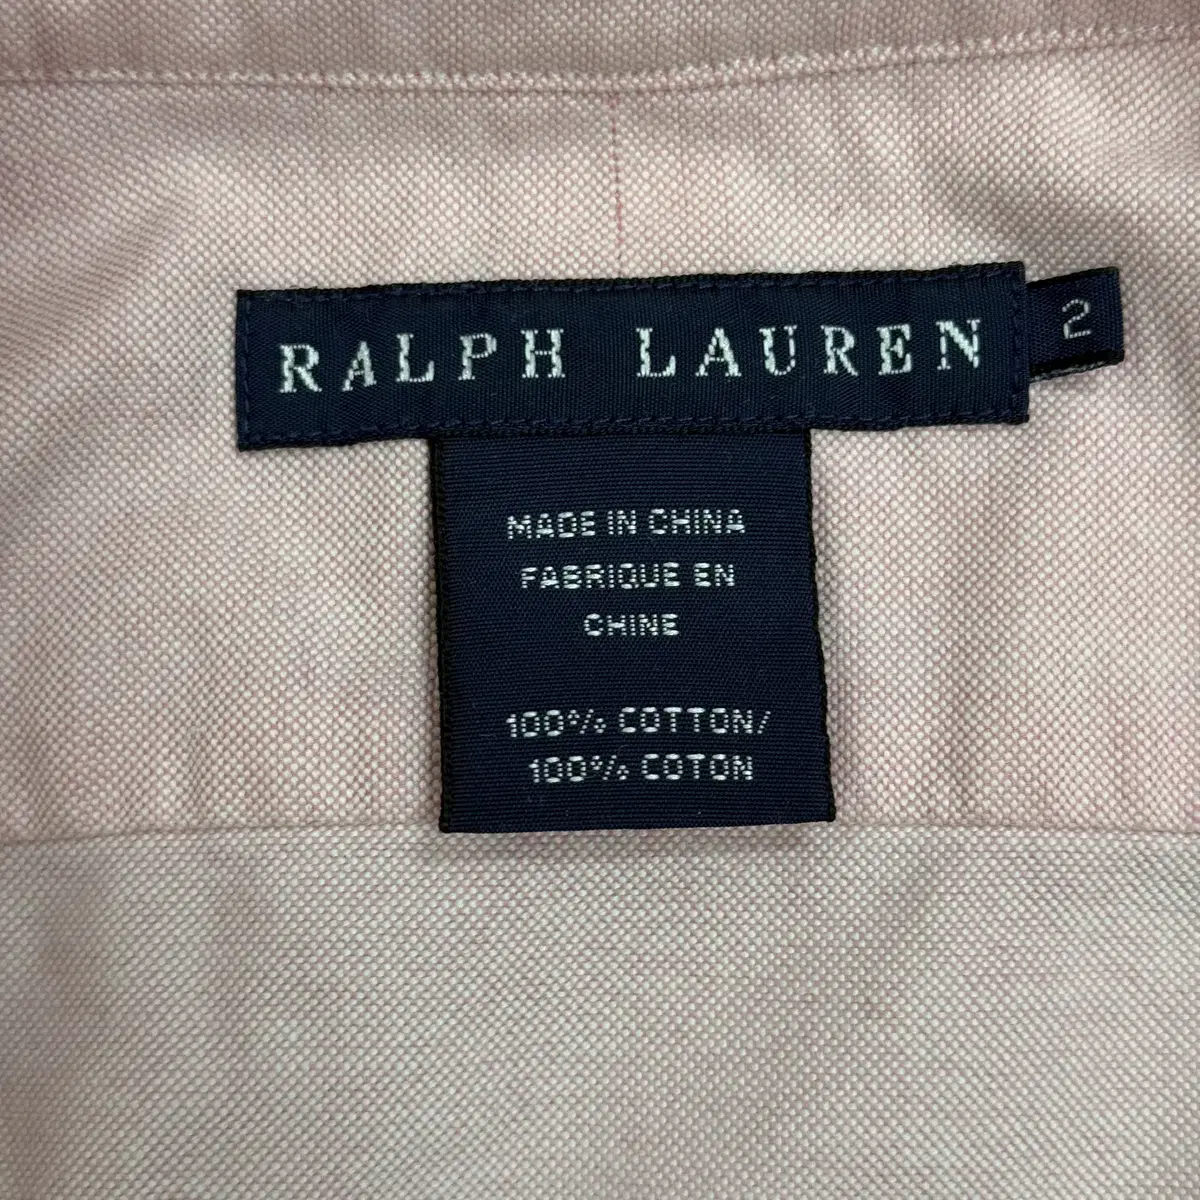 RALPH LAUREN 2
MADE IN CHINA
FABRIQUE EN
CHINE
100% COTTON/
100% COTON